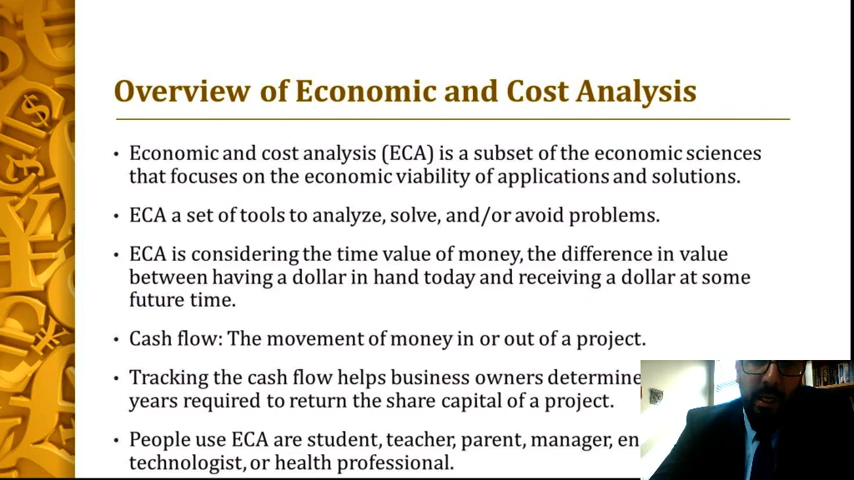 Overview of Economic and Cost Analysis
• Economic and cost analysis (ECA) is a subset of the economic sciences
that focuses on the economic viability of applications and solutions.
• ECA a set of tools to analyze, solve, and/or avoid problems.
• ECA is considering the time value of money, the difference in value
between having a dollar in hand today and receiving a dollar at some
future time.
• Cash flow: The movement of money in or out of a project.
• Tracking the cash flow helps business owners determine
years required to return the share capital of a project.
• People use ECA are student, teacher, parent, manager, en
technologist, or health professional.